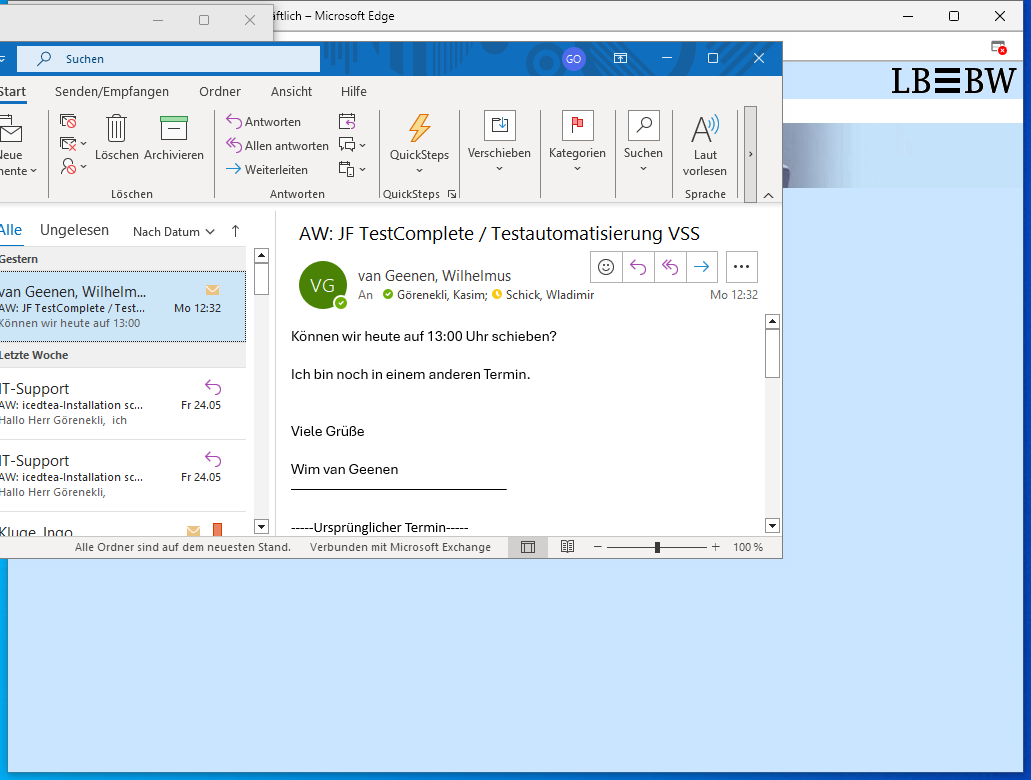 äftlich – Microsoft Edge
LBBW
Suchen
GO
Start
Senden/Empfangen
Ordner
Ansicht
Hilfe
Neue
mente
Löschen
Archivieren
Löschen
Antworten
Allen antworten
Weiterleiten
Antworten
QuickSteps
QuickSteps
Verschieben
Kategorien
Suchen
Laut
vorlesen
Sprache
Alle
Ungelesen
Nach Datum
Gestern
van Geenen, Wilhelm...
AW: JF TestComplete / Test...
Mo 12:32
Können wir heute auf 13:00
Letzte Woche
IT-Support
AW: icedtea-Installation sc...
Fr 24.05
Hallo Herr Görenekli, ich
IT-Support
AW: icedtea-Installation sc...
Fr 24.05
Hallo Herr Görenekli,
Kluge, Ingo
AW: JF TestComplete / Testautomatisierung VSS
VG
van Geenen, Wilhelmus
An Görenekli, Kasim; Schick, Wladimir
Mo 12:32
Können wir heute auf 13:00 Uhr schieben?
Ich bin noch in einem anderen Termin.
Viele Grüße
Wim van Geenen
-----Ursprünglicher Termin-----
Alle Ordner sind auf dem neuesten Stand.
Verbunden mit Microsoft Exchange
100 %